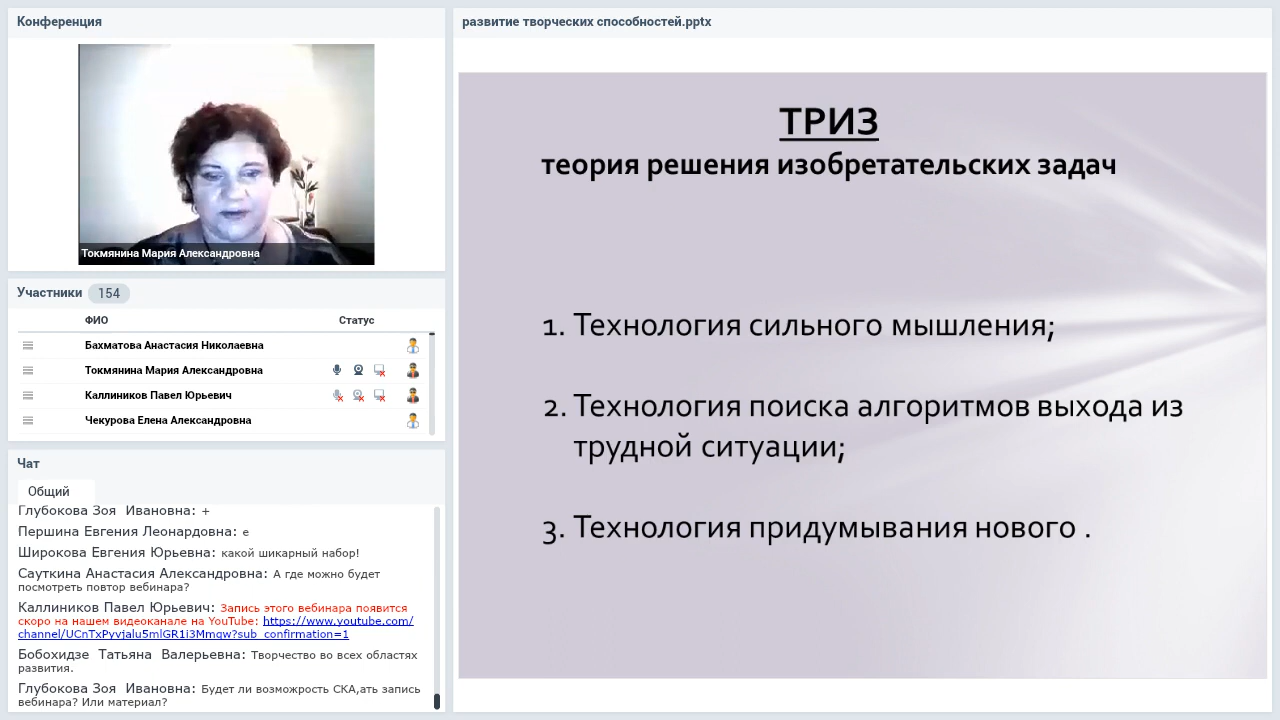 Конференция
Токмянина Мария Александровна
Участники 154
ФИО Статус
Бахматова Анастасия Николаевна
Токмянина Мария Александровна
Каллиников Павел Юрьевич
Чекурова Елена Александровна
Чат
Общий
Глубокова Зоя Ивановна: +
Першина Евгения Леонардовна: е
Широкова Евгения Юрьевна: какой шикарный набор!
Сауткина Анастасия Александровна: А где можно будет
посмотреть повтор вебинара?
Каллиников Павел Юрьевич: Запись этого вебинара появится
скоро на нашем видеоканале на YouTube: https://www.youtube.com/
channel/UCnTxPyvjalu5mlGR1i3Mmqw?sub_confirmation=1
Бобохидзе Татьяна Валерьевна: Творчество во всех областях
развития.
Глубокова Зоя Ивановна: Будет ли возможрость СКА,ать запись
вебинара? Или материал?
развитие творческих способностей.pptx
ТРИЗ
теория решения изобретательских задач
1. Технология сильного мышления;
2. Технология поиска алгоритмов выхода из
трудной ситуации;
3. Технология придумывания нового .